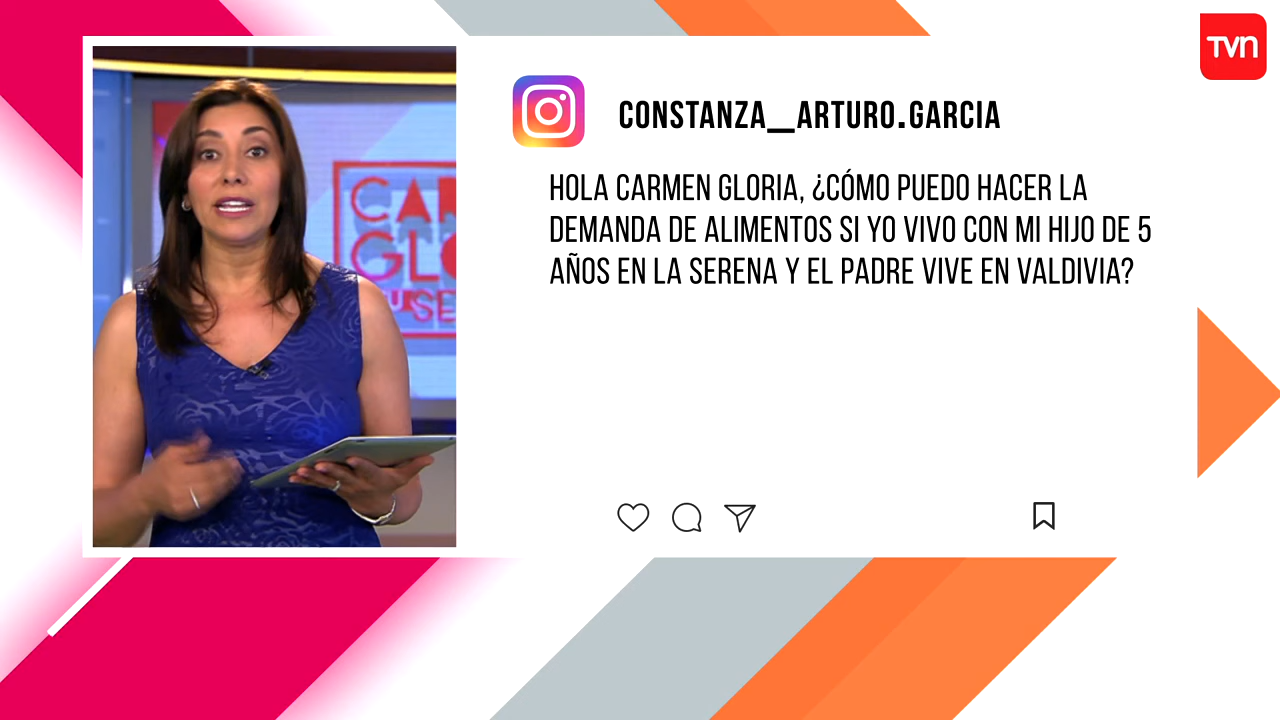 TVN
CONSTANZA__ARTURO.GARCIA
HOLA CARMEN GLORIA, ¿CÓMO PUEDO HACER LA
DEMANDA DE ALIMENTOS SI YO VIVO CON MI HIJO DE 5
AÑOS EN LA SERENA Y EL PADRE VIVE EN VALDIVIA?